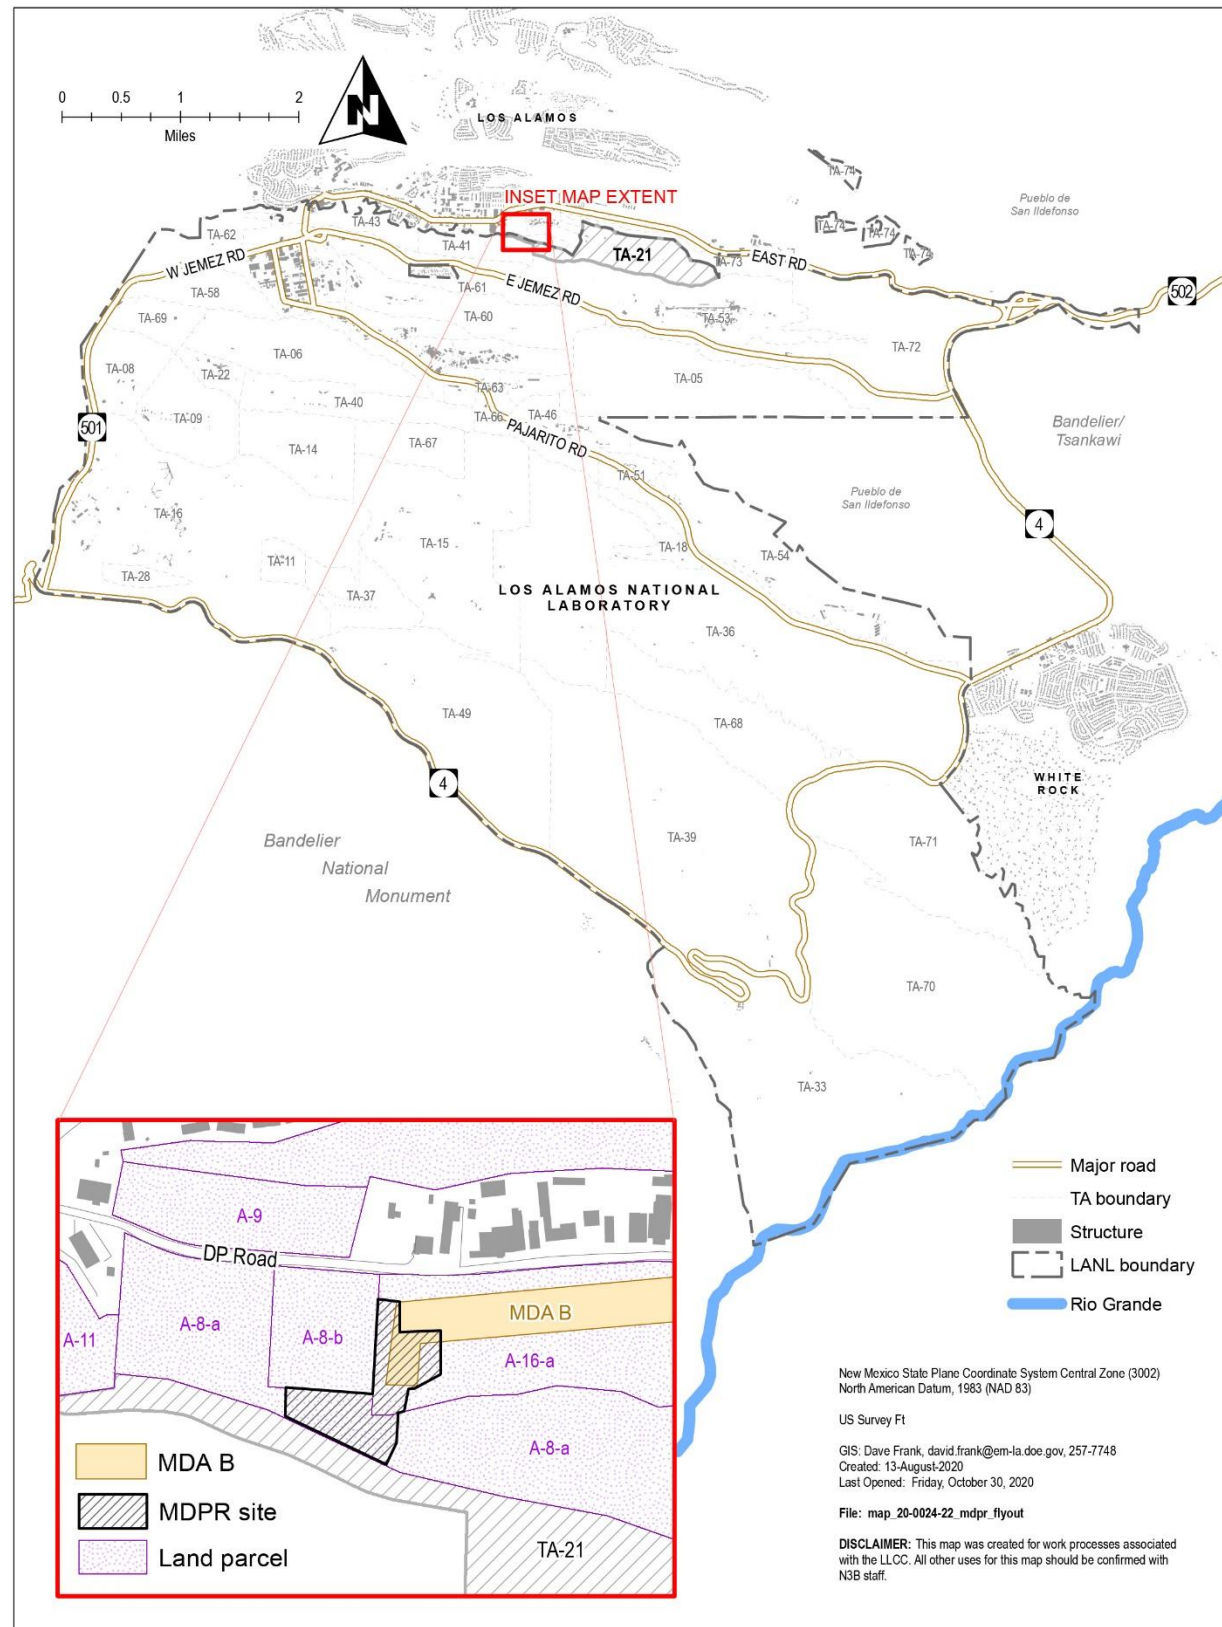 0 0.5 1 2
Miles
N
LOS ALAMOS
INSET MAP EXTENT
TA-74
Pueblo de
San Ildefonso
TA-74
TA-74
TA-74
TA-62
TA-43
TA-41
TA-21
TA-73
EAST RD
W JEMEZ RD
502
TA-58
TA-61
E JEMEZ RD
TA-69
TA-60
TA-53
TA-72
TA-06
TA-08
TA-22
TA-63
TA-05
TA-40
TA-09
TA-66
TA-46
501
PAJARITO RD
TA-67
TA-14
Bandelier/
Tsankawi
TA-51
Pueblo de
San Ildefonso
TA-16
4
TA-15
TA-18
TA-54
TA-11
TA-28
TA-37
LOS ALAMOS NATIONAL
LABORATORY
TA-36
TA-49
TA-68
4
WHITE
ROCK
TA-39
TA-71
Bandelier
National
Monument
TA-70
TA-33
A-9
DP Road
MDA B
A-11
A-8-a
A-8-b
A-16-a
A-8-a
TA-21
MDA B
MDPR site
Land parcel
Major road
TA boundary
Structure
LANL boundary
Rio Grande
New Mexico State Plane Coordinate System Central Zone (3002)
North American Datum, 1983 (NAD 83)
US Survey Ft
GIS: Dave Frank, david.frank@em-la.doe.gov, 257-7748
Created: 13-August-2020
Last Opened: Friday, October 30, 2020
File: map_20-0024-22_mdpr_flyout
DISCLAIMER: This map was created for work processes associated
with the LLCC. All other uses for this map should be confirmed with
N3B staff.